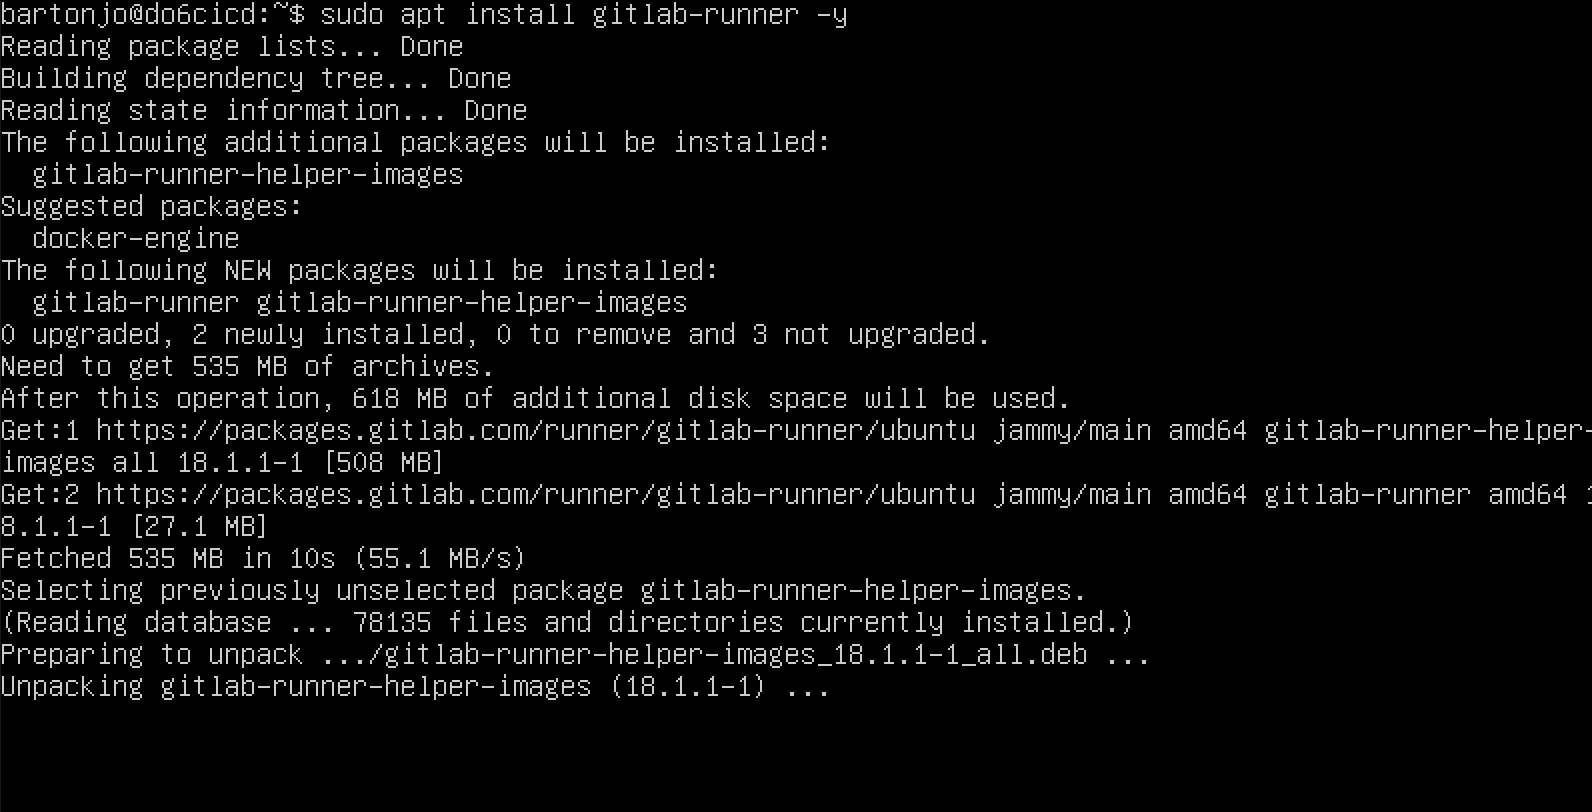 bartonjo@do6cicd:~$ sudo apt install gitlab-runner -y
Reading package lists... Done
Building dependency tree... Done
Reading state information... Done
The following additional packages will be installed:
  gitlab-runner-helper-images
Suggested packages:
  docker-engine
The following NEW packages will be installed:
  gitlab-runner gitlab-runner-helper-images
0 upgraded, 2 newly installed, 0 to remove and 3 not upgraded.
Need to get 535 MB of archives.
After this operation, 618 MB of additional disk space will be used.
Get:1 https://packages.gitlab.com/runner/gitlab-runner/ubuntu jammy/main amd64 gitlab-runner-helper-
images all 18.1.1-1 [508 MB]
Get:2 https://packages.gitlab.com/runner/gitlab-runner/ubuntu jammy/main amd64 gitlab-runner amd64 1
8.1.1-1 [27.1 MB]
Fetched 535 MB in 10s (55.1 MB/s)
Selecting previously unselected package gitlab-runner-helper-images.
(Reading database ... 78135 files and directories currently installed.)
Preparing to unpack .../gitlab-runner-helper-images_18.1.1-1_all.deb ...
Unpacking gitlab-runner-helper-images (18.1.1-1) ...